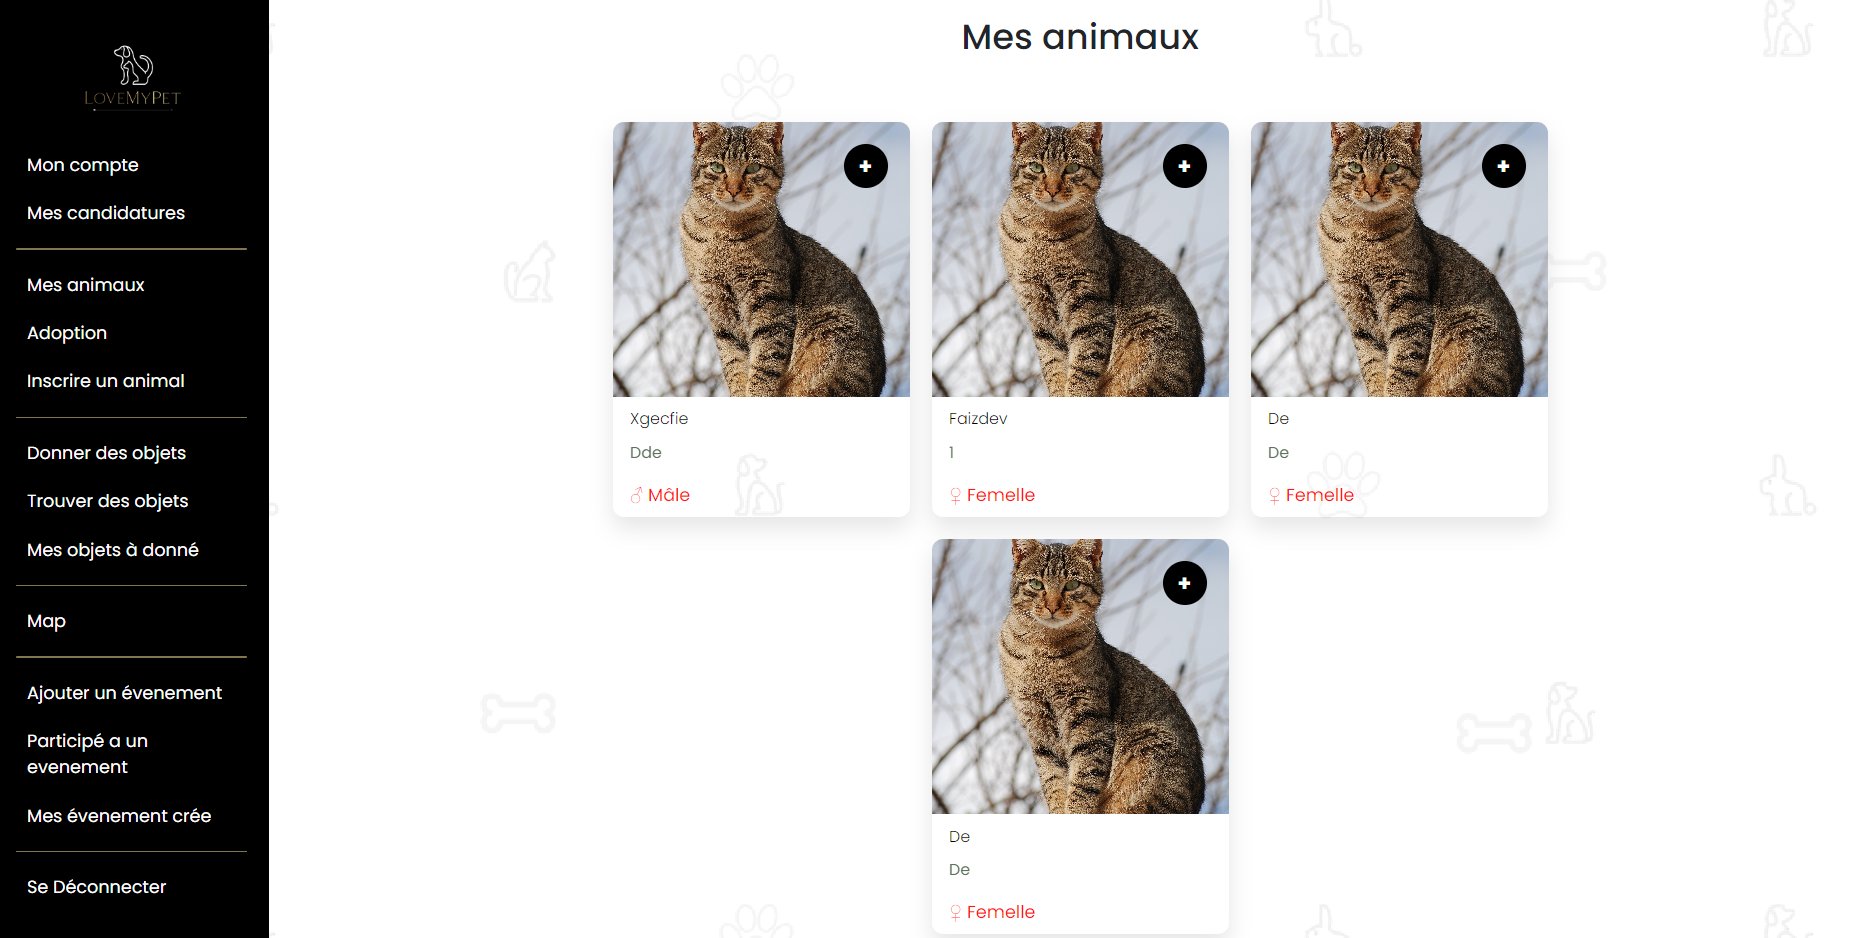 LOVEMYPET
Mon compte
Mes candidatures
Mes animaux
Adoption
Inscrire un animal
Donner des objets
Trouver des objets
Mes objets à donné
Map
Ajouter un évenement
Participé a un
evenement
Mes évenement crée
Se Déconnecter
Mes animaux
+
+
+
Xgecfie
Dde
♂ Mâle
Faizdev
1
♀ Femelle
De
De
♀ Femelle
+
De
De
♀ Femelle